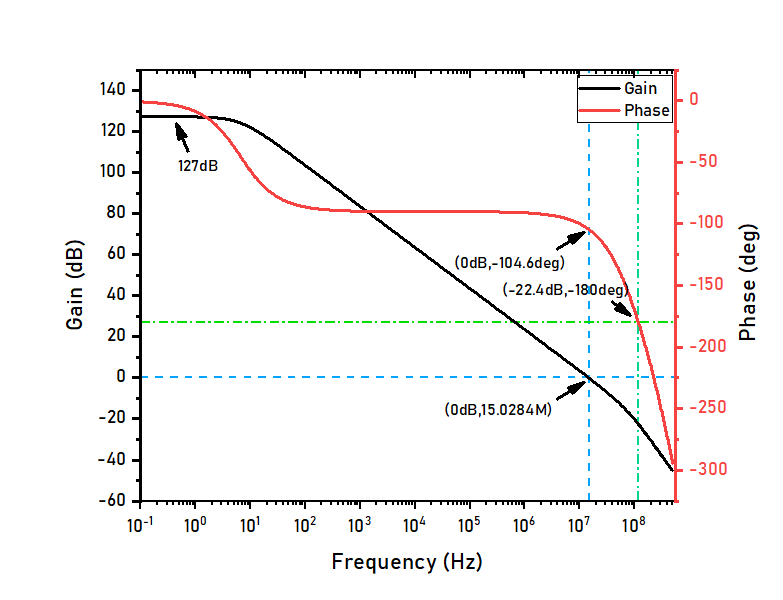 Gain
Phase
140
120
100
80
60
40
20
0
-20
-40
-60
Gain (dB)
127dB
(0dB,-104.6deg)
(-22.4dB,-180deg)
(0dB,15.0284M)
0
-50
-100
-150
-200
-250
-300
Phase (deg)
10⁻¹ 10⁰ 10¹ 10² 10³ 10⁴ 10⁵ 10⁶ 10⁷ 10⁸
Frequency (Hz)